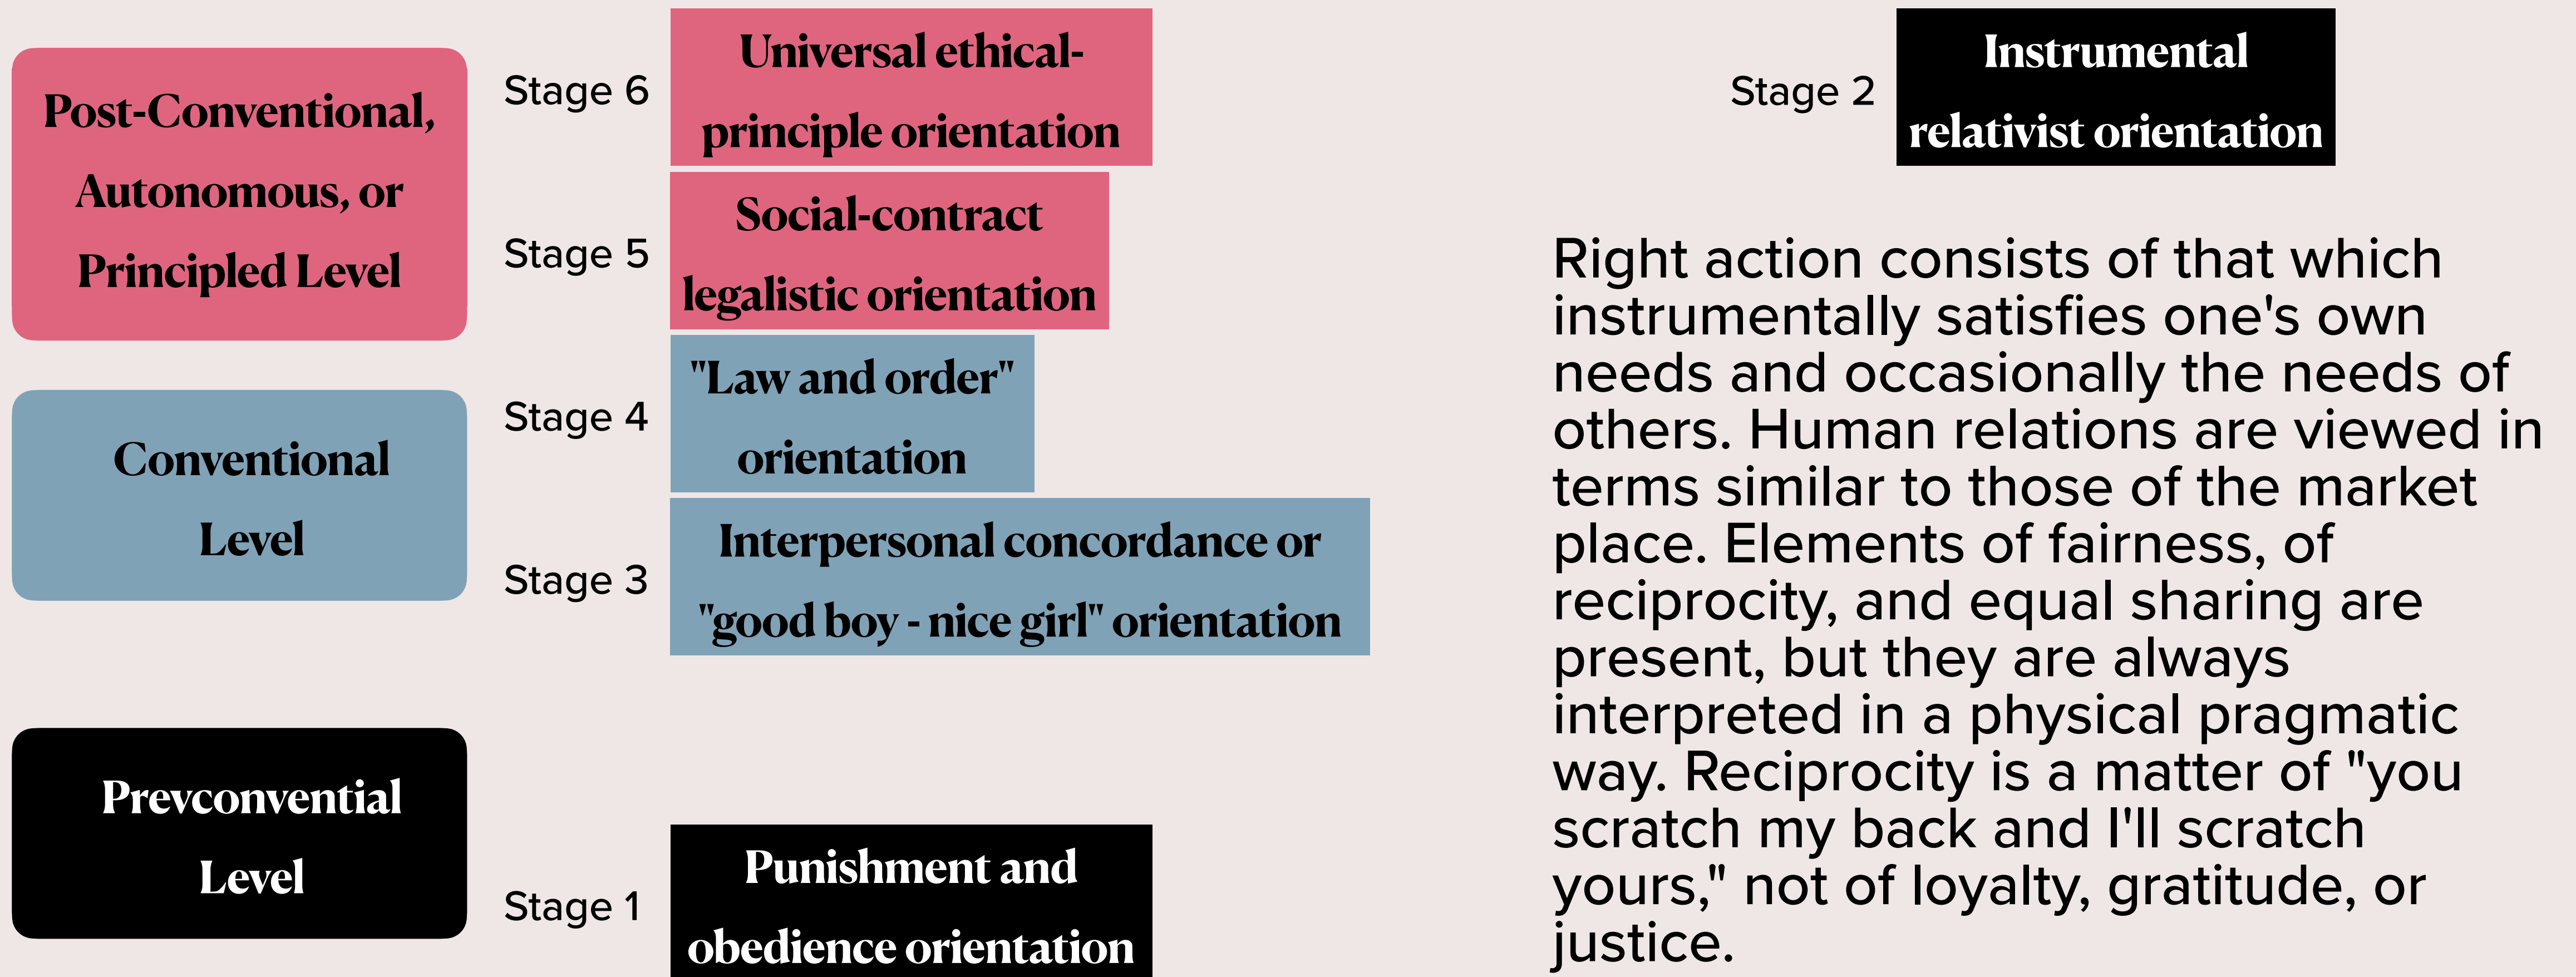 Post-Conventional,
Autonomous, or
Principled Level
Stage 6
Universal ethical-
principle orientation
Stage 5
Social-contract
legalistic orientation
Conventional
Level
Stage 4
"Law and order"
orientation
Stage 3
Interpersonal concordance or
"good boy - nice girl" orientation
Prevconvential
Level
Stage 1
Punishment and
obedience orientation
Stage 2
Instrumental
relativist orientation
Right action consists of that which
instrumentally satisfies one's own
needs and occasionally the needs of
others. Human relations are viewed in
terms similar to those of the market
place. Elements of fairness, of
reciprocity, and equal sharing are
present, but they are always
interpreted in a physical pragmatic
way. Reciprocity is a matter of "you
scratch my back and I'll scratch
yours," not of loyalty, gratitude, or
justice.